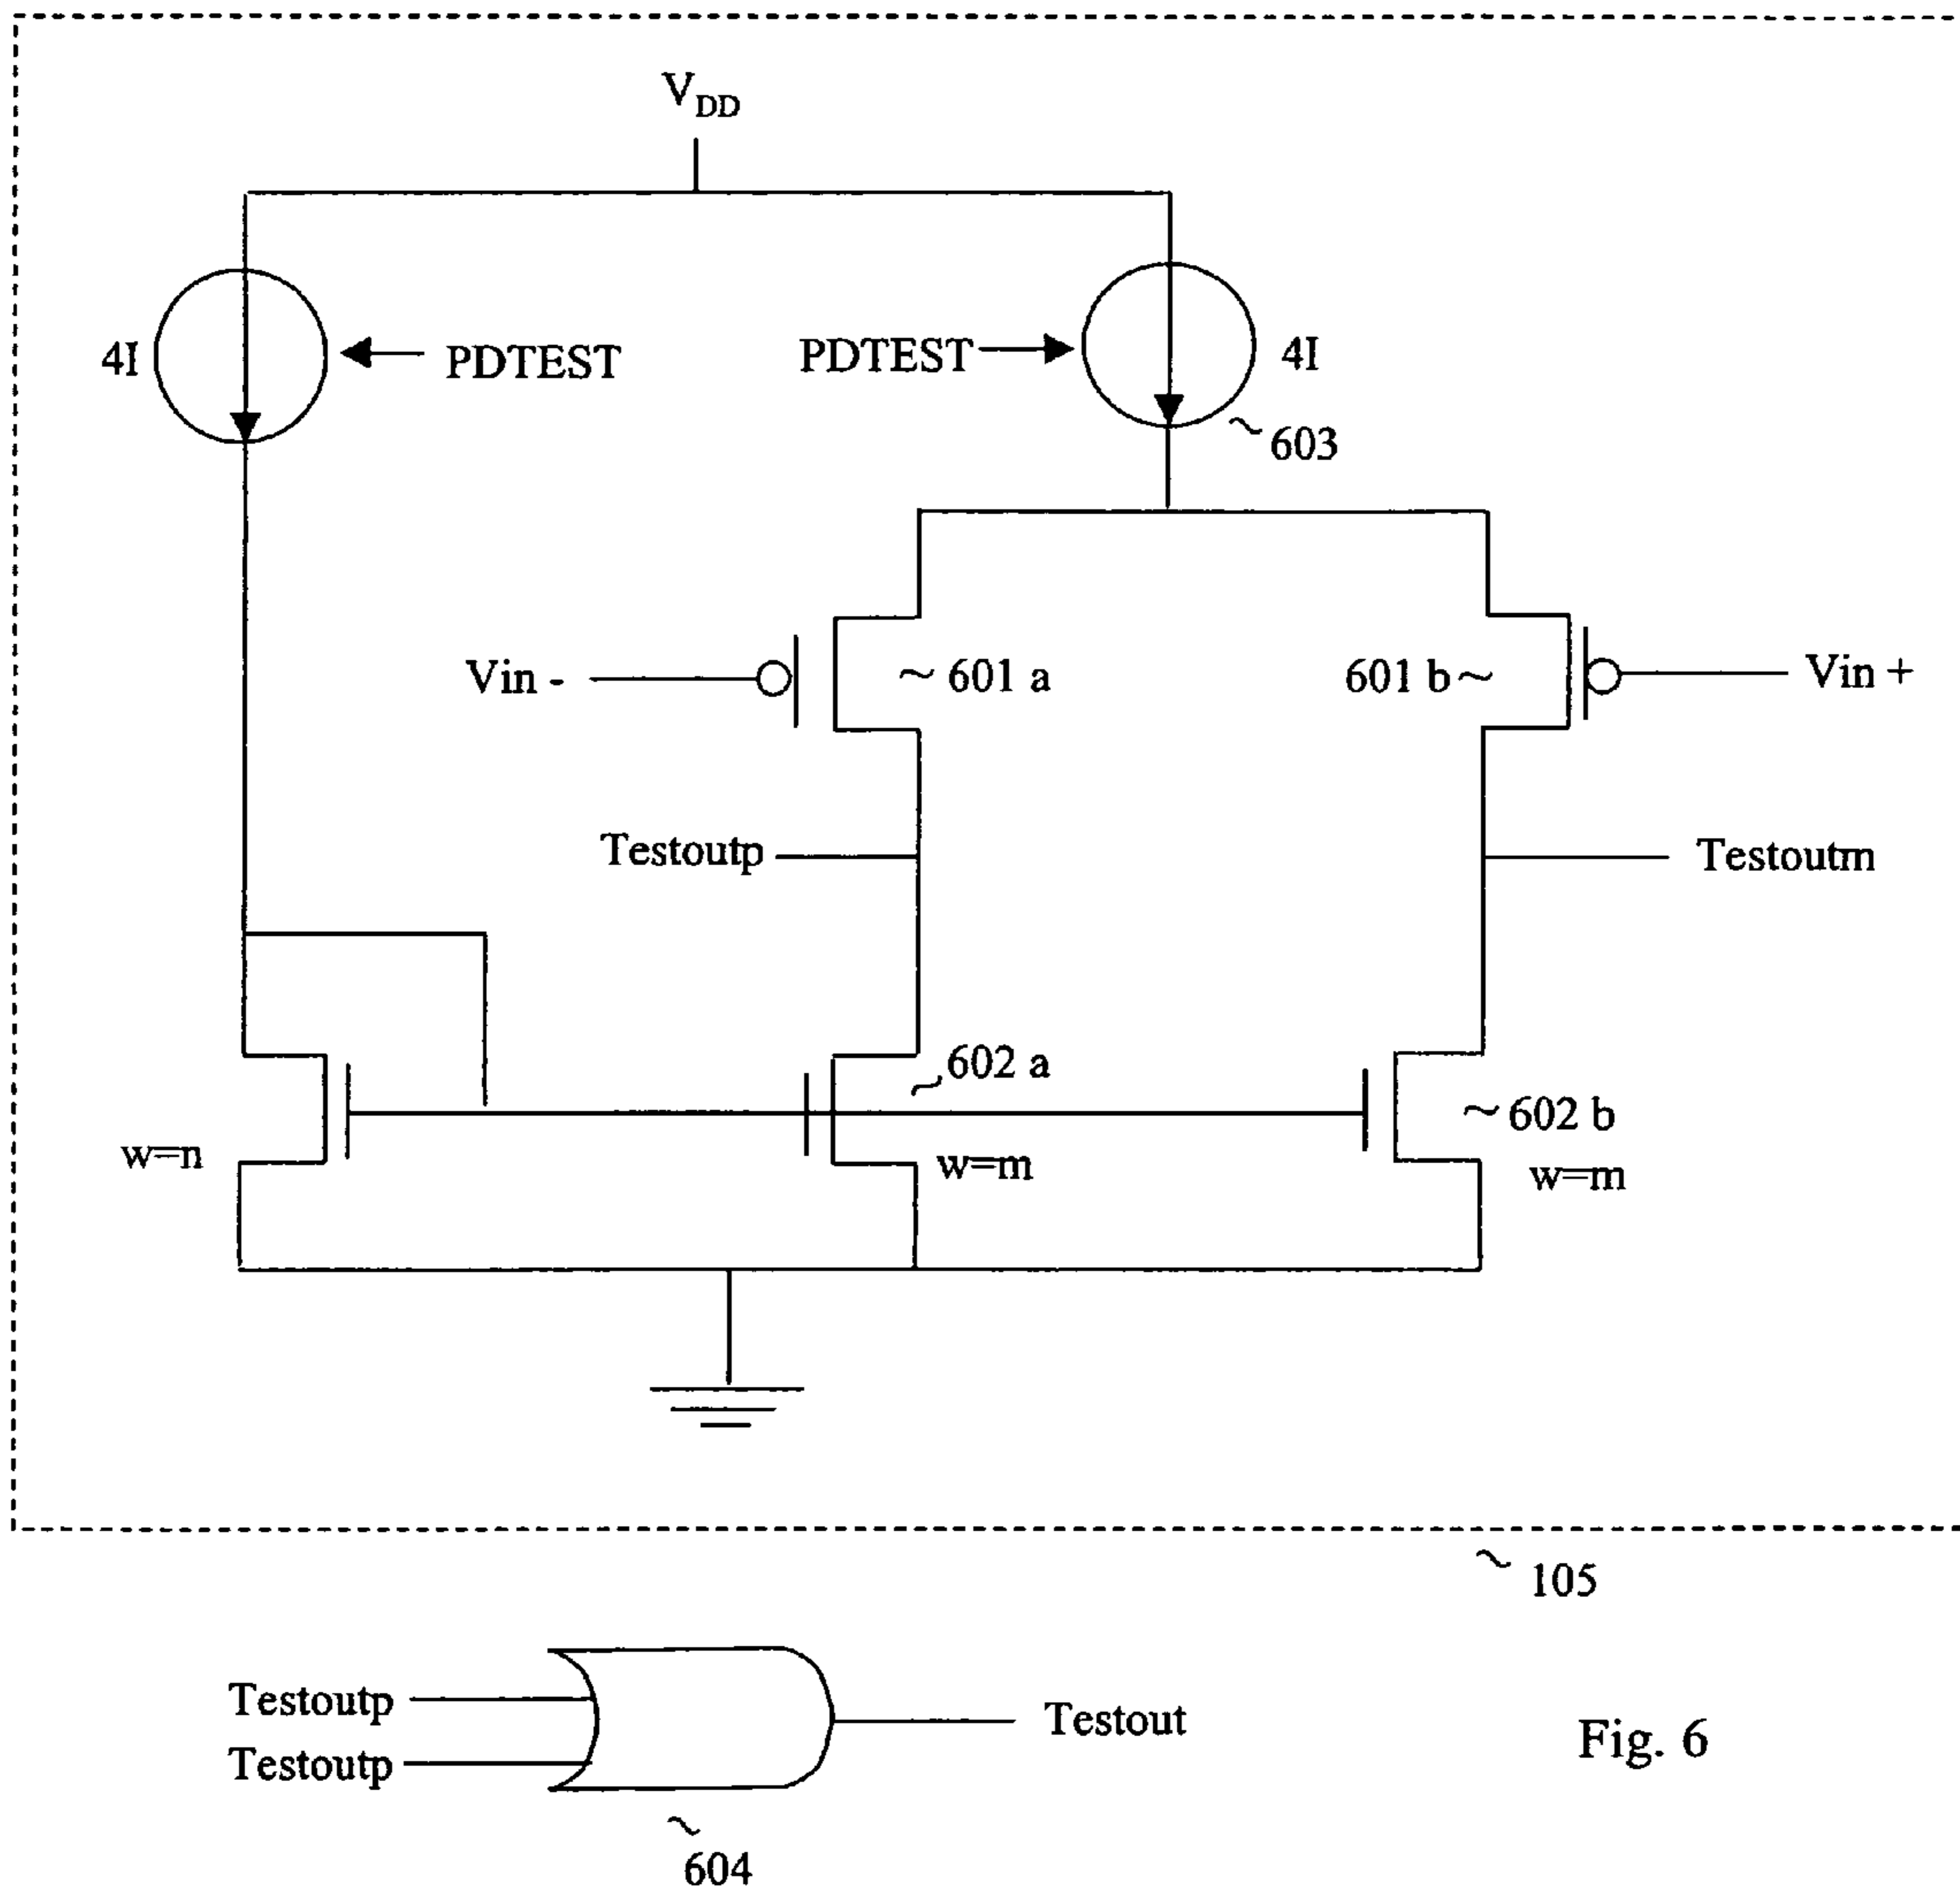 VDD
4I
PDTEST
PDTEST
4I
603
Vin -
601 a
601 b
Vin +
Testoutp
Testoutm
602 a
602 b
w=n
w=m
w=m
105
Testoutp
Testoutp
Testout
604
Fig. 6